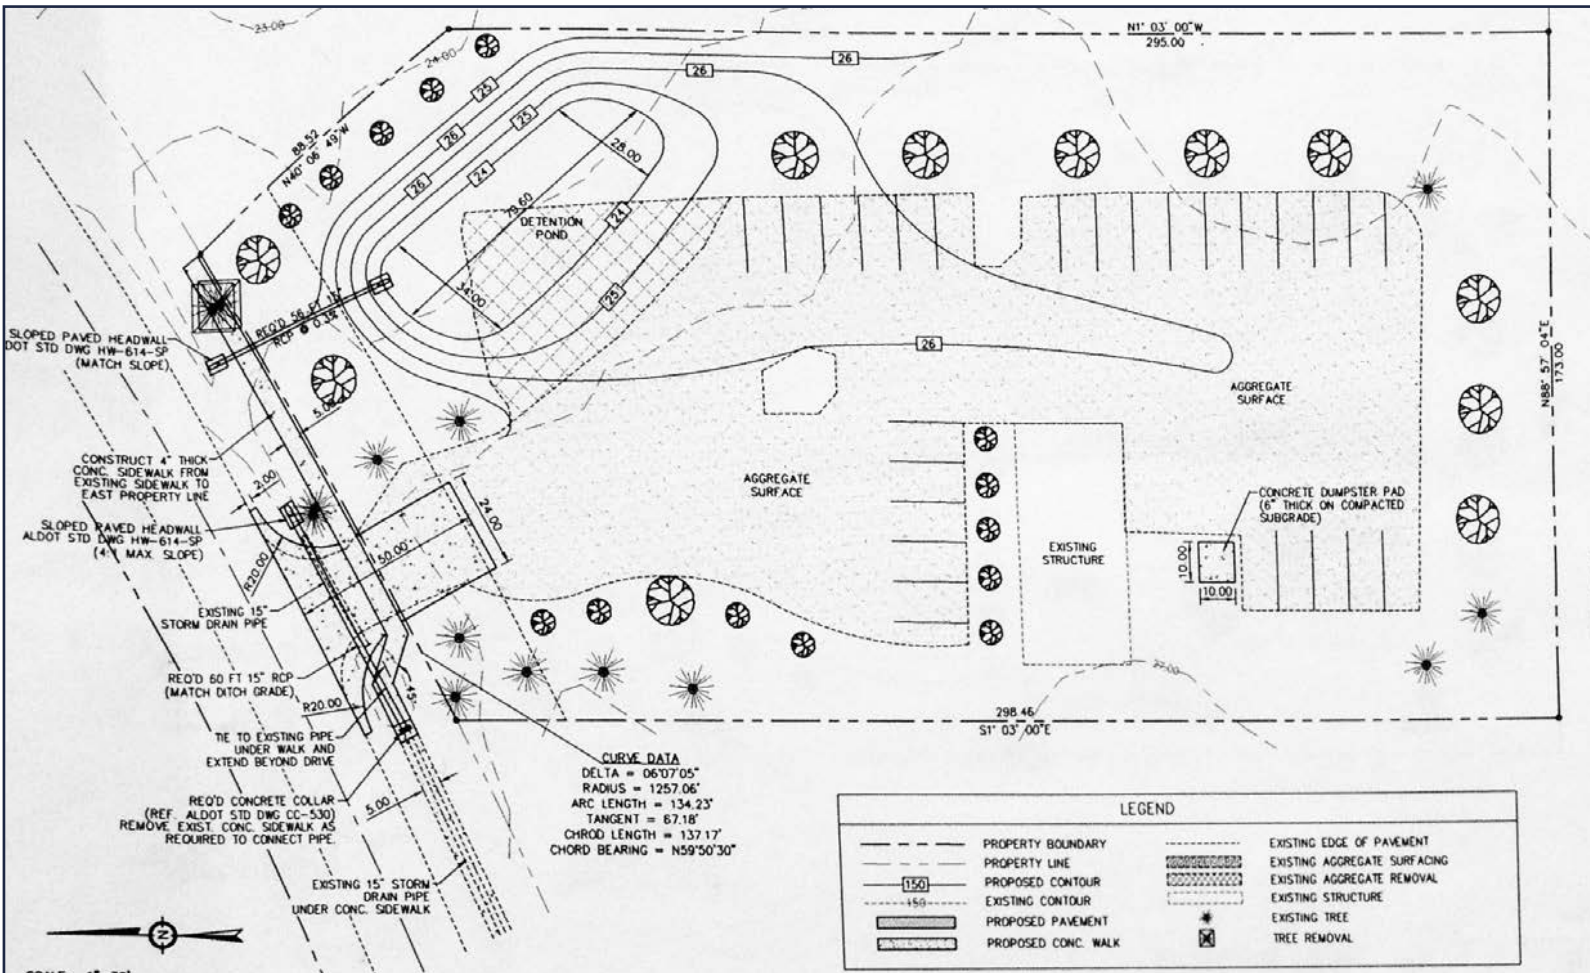 23.00
24.00
N1° 03' 00"W
295.00
88.52
N40° 06' 49"W
25
26
26
26
25
26
24
28.00
79.60
DETENTION
POND
24
25
34.00
26
REQ'D 56 FT 15"
RCP @ 0.35
SLOPED PAVED HEADWALL
DOT STD DWG HW-614-SP
(MATCH SLOPE)
5.00
N88° 57' 04"E
173.00
AGGREGATE
SURFACE
CONSTRUCT 4" THICK
CONC. SIDEWALK FROM
EXISTING SIDEWALK TO
EAST PROPERTY LINE
2.00
AGGREGATE
SURFACE
24.00
CONCRETE DUMPSTER PAD
(6" THICK ON COMPACTED
SUBGRADE)
SLOPED PAVED HEADWALL
ALDOT STD DWG HW-614-SP
(4:1 MAX. SLOPE)
50.00
EXISTING
STRUCTURE
10.00
10.00
R20.00
EXISTING 15"
STORM DRAIN PIPE
REQ'D 60 FT 15" RCP
(MATCH DITCH GRADE)
45°
R20.00
27.00
298.46
S1° 03' 00"E
TIE TO EXISTING PIPE
UNDER WALK AND
EXTEND BEYOND DRIVE
REQ'D CONCRETE COLLAR
(REF. ALDOT STD DWG CC-530)
REMOVE EXIST. CONC. SIDEWALK AS
REQUIRED TO CONNECT PIPE.
5.00
CURVE DATA
DELTA = 06°07'05"
RADIUS = 1257.06'
ARC LENGTH = 134.23'
TANGENT = 67.18'
CHROD LENGTH = 137.17'
CHORD BEARING = N59°50'30"
EXISTING 15" STORM
DRAIN PIPE
UNDER CONC. SIDEWALK
N
LEGEND
PROPERTY BOUNDARY
PROPERTY LINE
150 PROPOSED CONTOUR
150 EXISTING CONTOUR
PROPOSED PAVEMENT
PROPOSED CONC. WALK
EXISTING EDGE OF PAVEMENT
EXISTING AGGREGATE SURFACING
EXISTING AGGREGATE REMOVAL
EXISTING STRUCTURE
EXISTING TREE
TREE REMOVAL